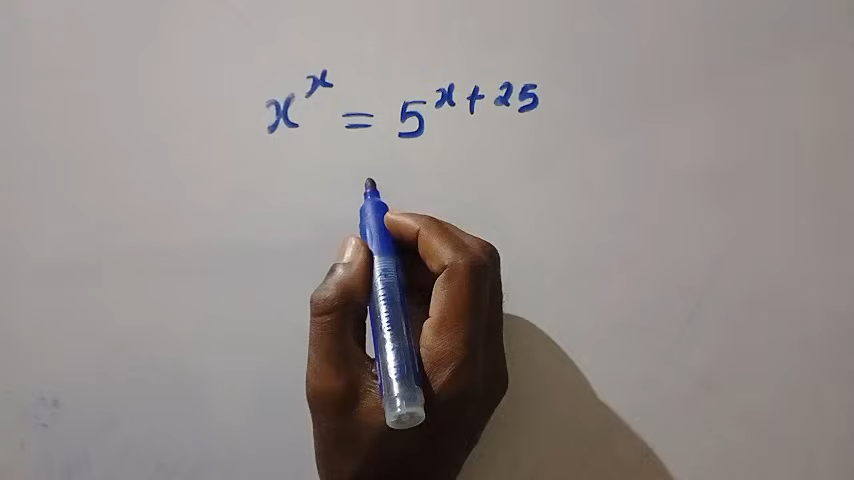 x^x = 5^{x+25}